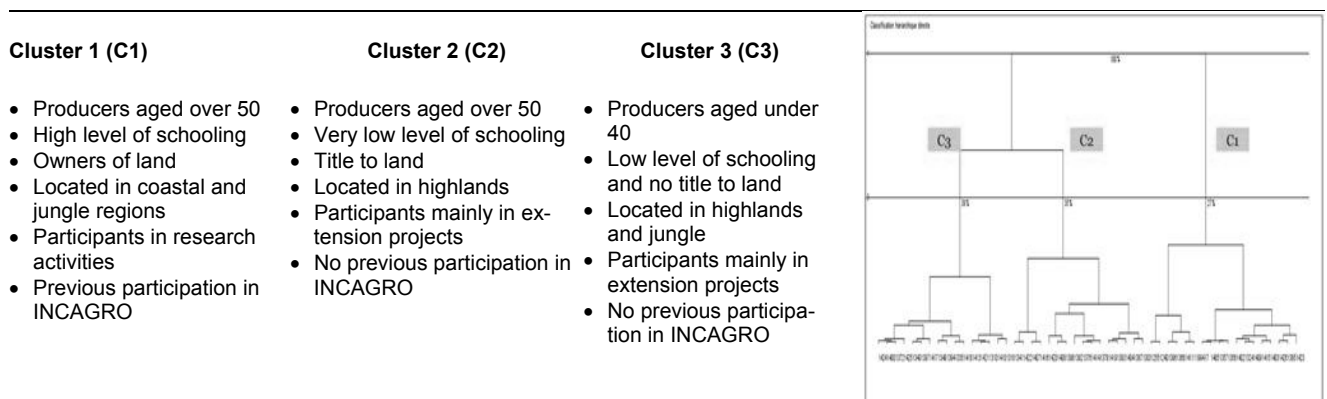 Cluster 1 (C1)
• Producers aged over 50
• High level of schooling
• Owners of land
• Located in coastal and
jungle regions
• Participants in research
activities
• Previous participation in
INCAGRO
Cluster 2 (C2)
• Producers aged over 50
• Very low level of schooling
• Title to land
• Located in highlands
• Participants mainly in ex-
tension projects
• No previous participation in
INCAGRO
Cluster 3 (C3)
• Producers aged under
40
• Low level of schooling
and no title to land
• Located in highlands
and jungle
• Participants mainly in
extension projects
• No previous participa-
tion in INCAGRO
Classification hierarchique directe
C3
C2
C1